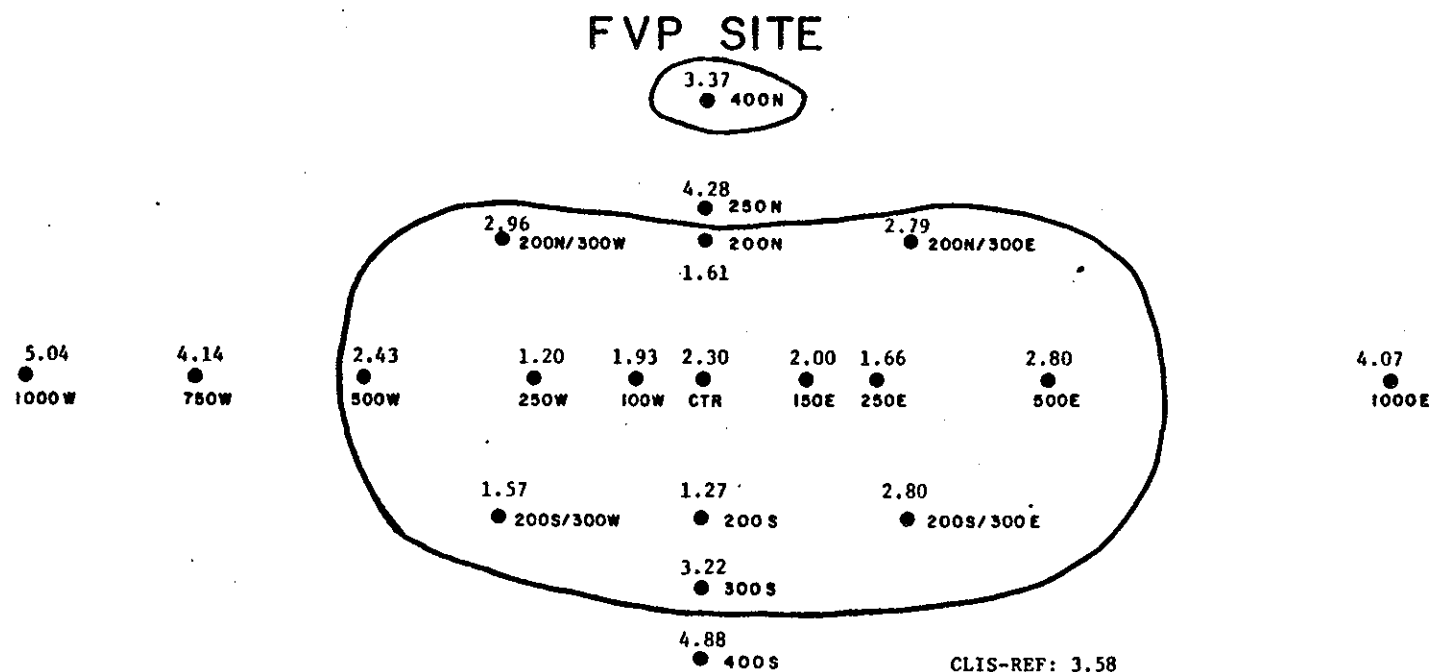 FVP SITE
3.37
400N
4.28
250N
2.96
200N/300W
200N
1.61
2.79
200N/300E
5.04
1000W
4.14
750W
2.43
500W
1.20
250W
1.93
100W
2.30
CTR
2.00
150E
1.66
250E
2.80
500E
4.07
1000E
1.57
200S/300W
1.27
200S
2.80
200S/300E
3.22
300S
4.88
400S
CLIS-REF: 3.58